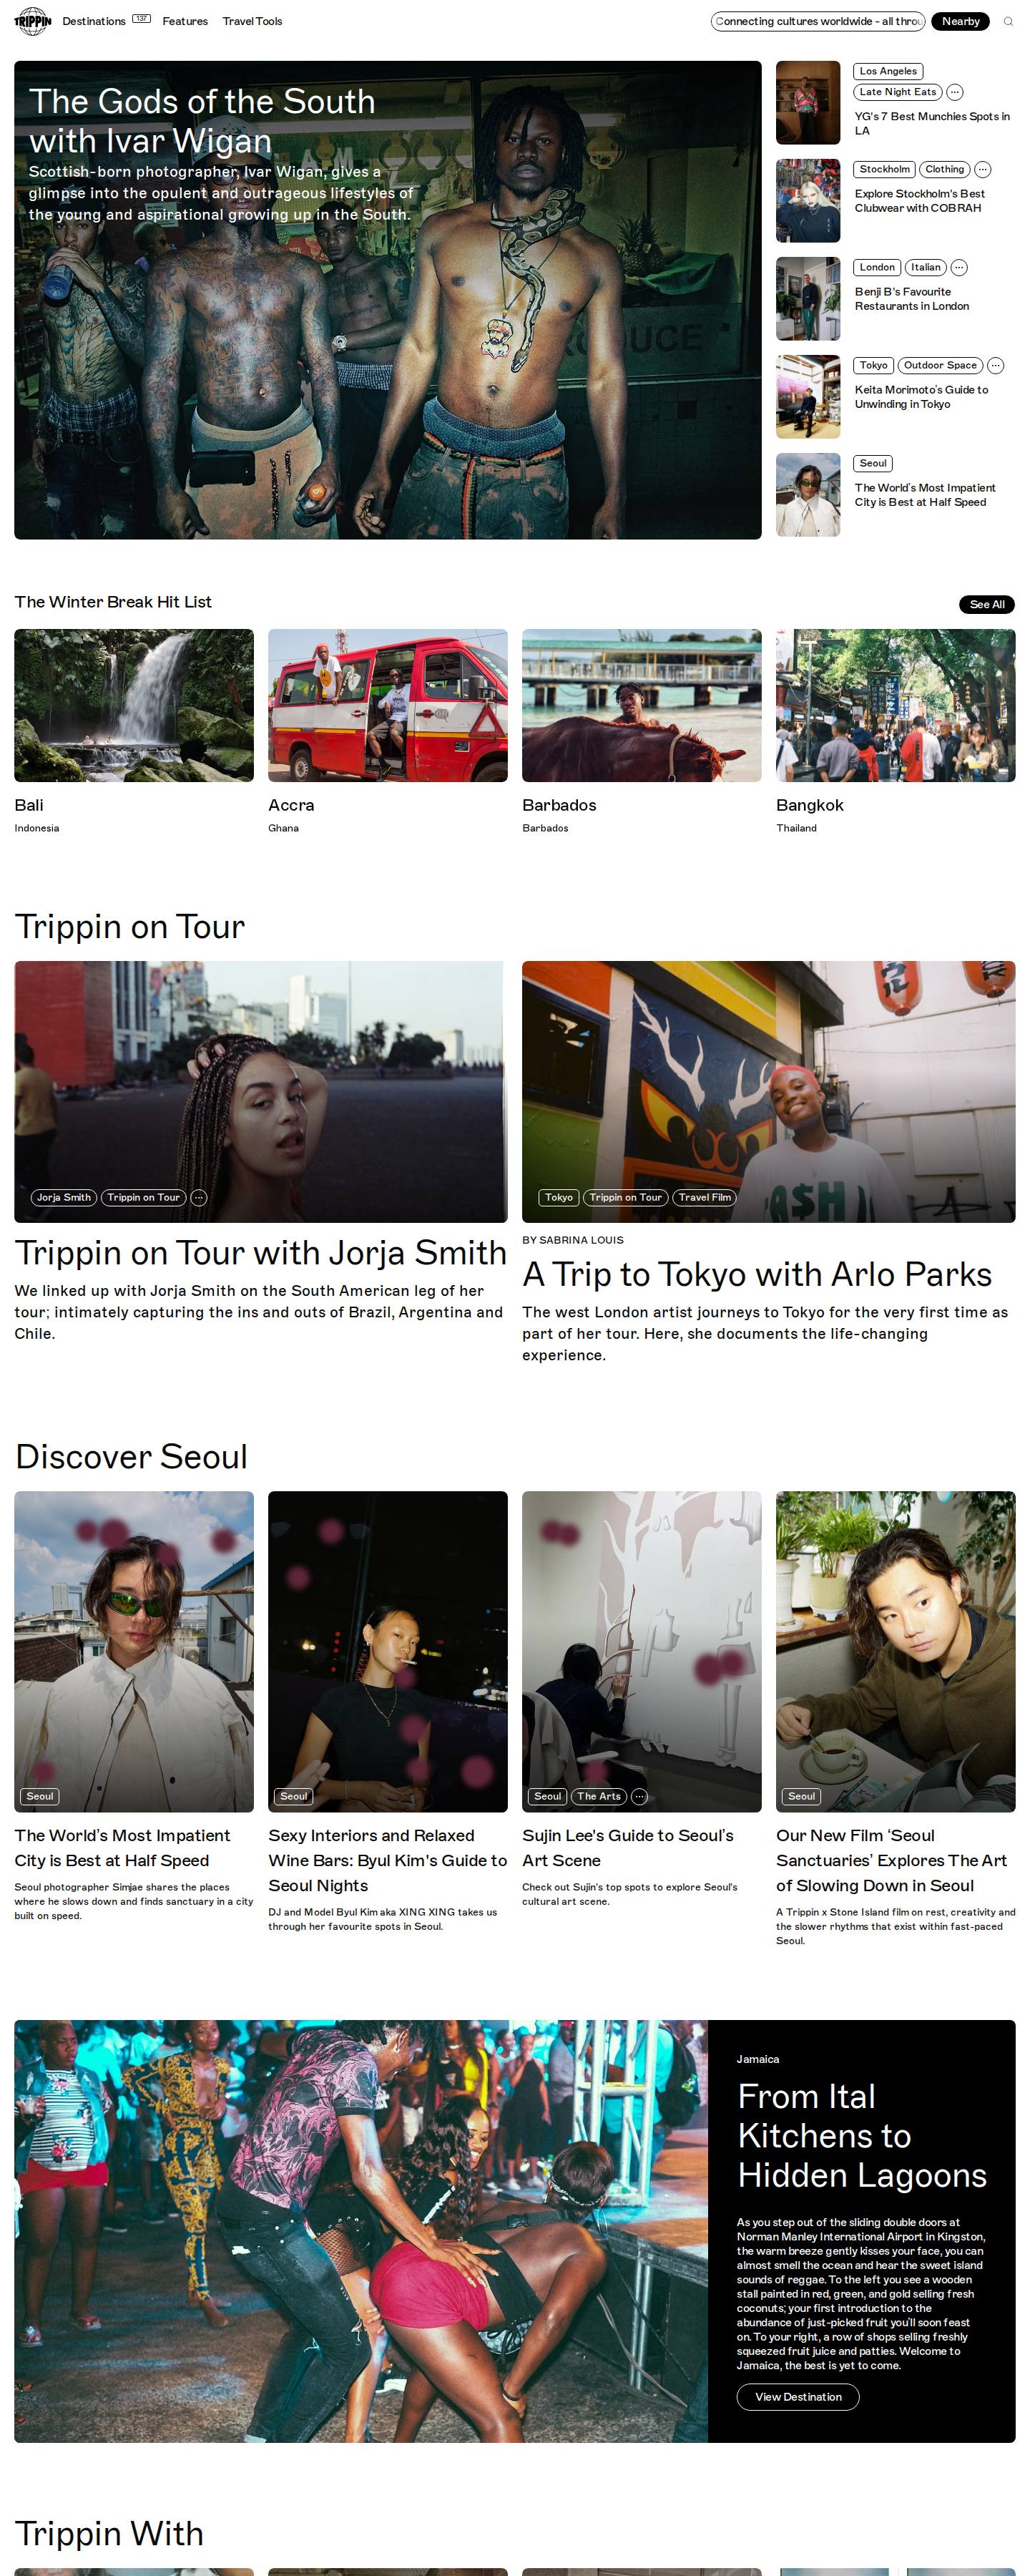 TRIPPIN
Destinations
137
Features
Travel Tools
Connecting cultures worldwide - all throu
Nearby
The Gods of the South
with Ivar Wigan
Scottish-born photographer, Ivar Wigan, gives a
glimpse into the opulent and outrageous lifestyles of
the young and aspirational growing up in the South.
Los Angeles
Late Night Eats
YG's 7 Best Munchies Spots in
LA
Stockholm
Clothing
Explore Stockholm's Best
Clubwear with COBRAH
London
Italian
Benji B's Favourite
Restaurants in London
Tokyo
Outdoor Space
Keita Morimoto's Guide to
Unwinding in Tokyo
Seoul
The World's Most Impatient
City is Best at Half Speed
The Winter Break Hit List
See All
Bali
Indonesia
Accra
Ghana
Barbados
Barbados
Bangkok
Thailand
Trippin on Tour
Jorja Smith
Trippin on Tour
Trippin on Tour with Jorja Smith
We linked up with Jorja Smith on the South American leg of her
tour; intimately capturing the ins and outs of Brazil, Argentina and
Chile.
Tokyo
Trippin on Tour
Travel Film
BY SABRINA LOUIS
A Trip to Tokyo with Arlo Parks
The west London artist journeys to Tokyo for the very first time as
part of her tour. Here, she documents the life-changing
experience.
Discover Seoul
Seoul
The World's Most Impatient
City is Best at Half Speed
Seoul photographer Simjae shares the places
where he slows down and finds sanctuary in a city
built on speed.
Seoul
Sexy Interiors and Relaxed
Wine Bars: Byul Kim's Guide to
Seoul Nights
DJ and Model Byul Kim aka XING XING takes us
through her favourite spots in Seoul.
Seoul
The Arts
Sujin Lee's Guide to Seoul's
Art Scene
Check out Sujin's top spots to explore Seoul's
cultural art scene.
Seoul
Our New Film ‘Seoul
Sanctuaries’ Explores The Art
of Slowing Down in Seoul
A Trippin x Stone Island film on rest, creativity and
the slower rhythms that exist within fast-paced
Seoul.
Jamaica
From Ital
Kitchens to
Hidden Lagoons
As you step out of the sliding double doors at
Norman Manley International Airport in Kingston,
the warm breeze gently kisses your face, you can
almost smell the ocean and hear the sweet island
sounds of reggae. To the left you see a wooden
stall painted in red, green, and gold selling fresh
coconuts; your first introduction to the
abundance of just-picked fruit you'll soon feast
on. To your right, a row of shops selling freshly
squeezed fruit juice and patties. Welcome to
Jamaica, the best is yet to come.
View Destination
Trippin With